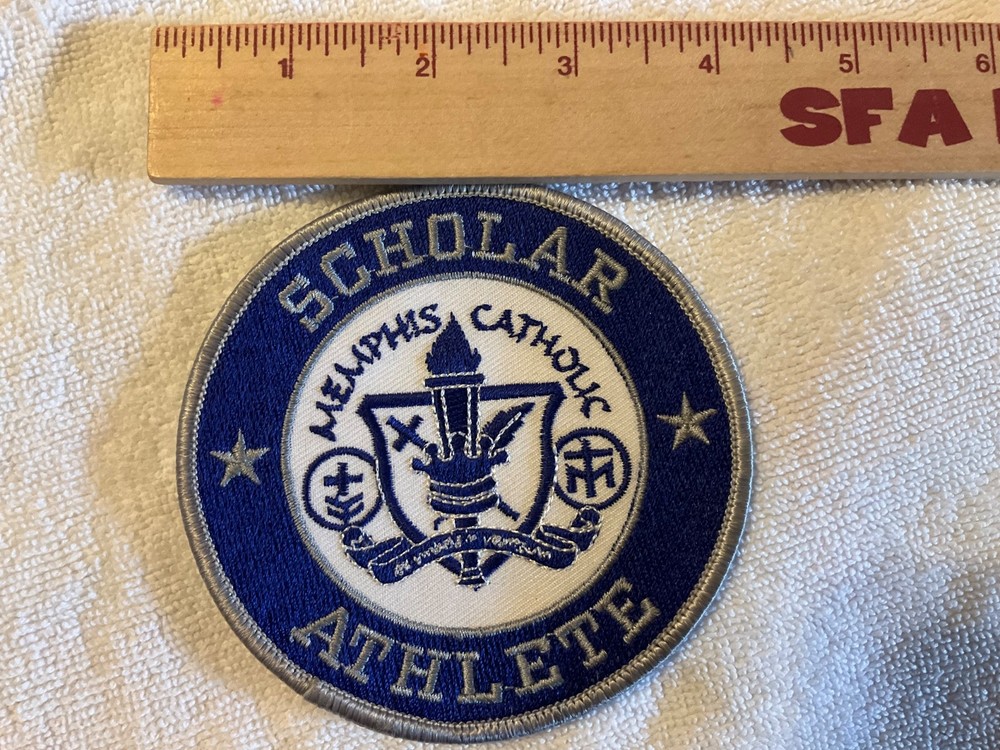 1 2 3 4 5 6
SFA
SCHOLAR
MEMPHIS CATHOLIC
ATHLETE